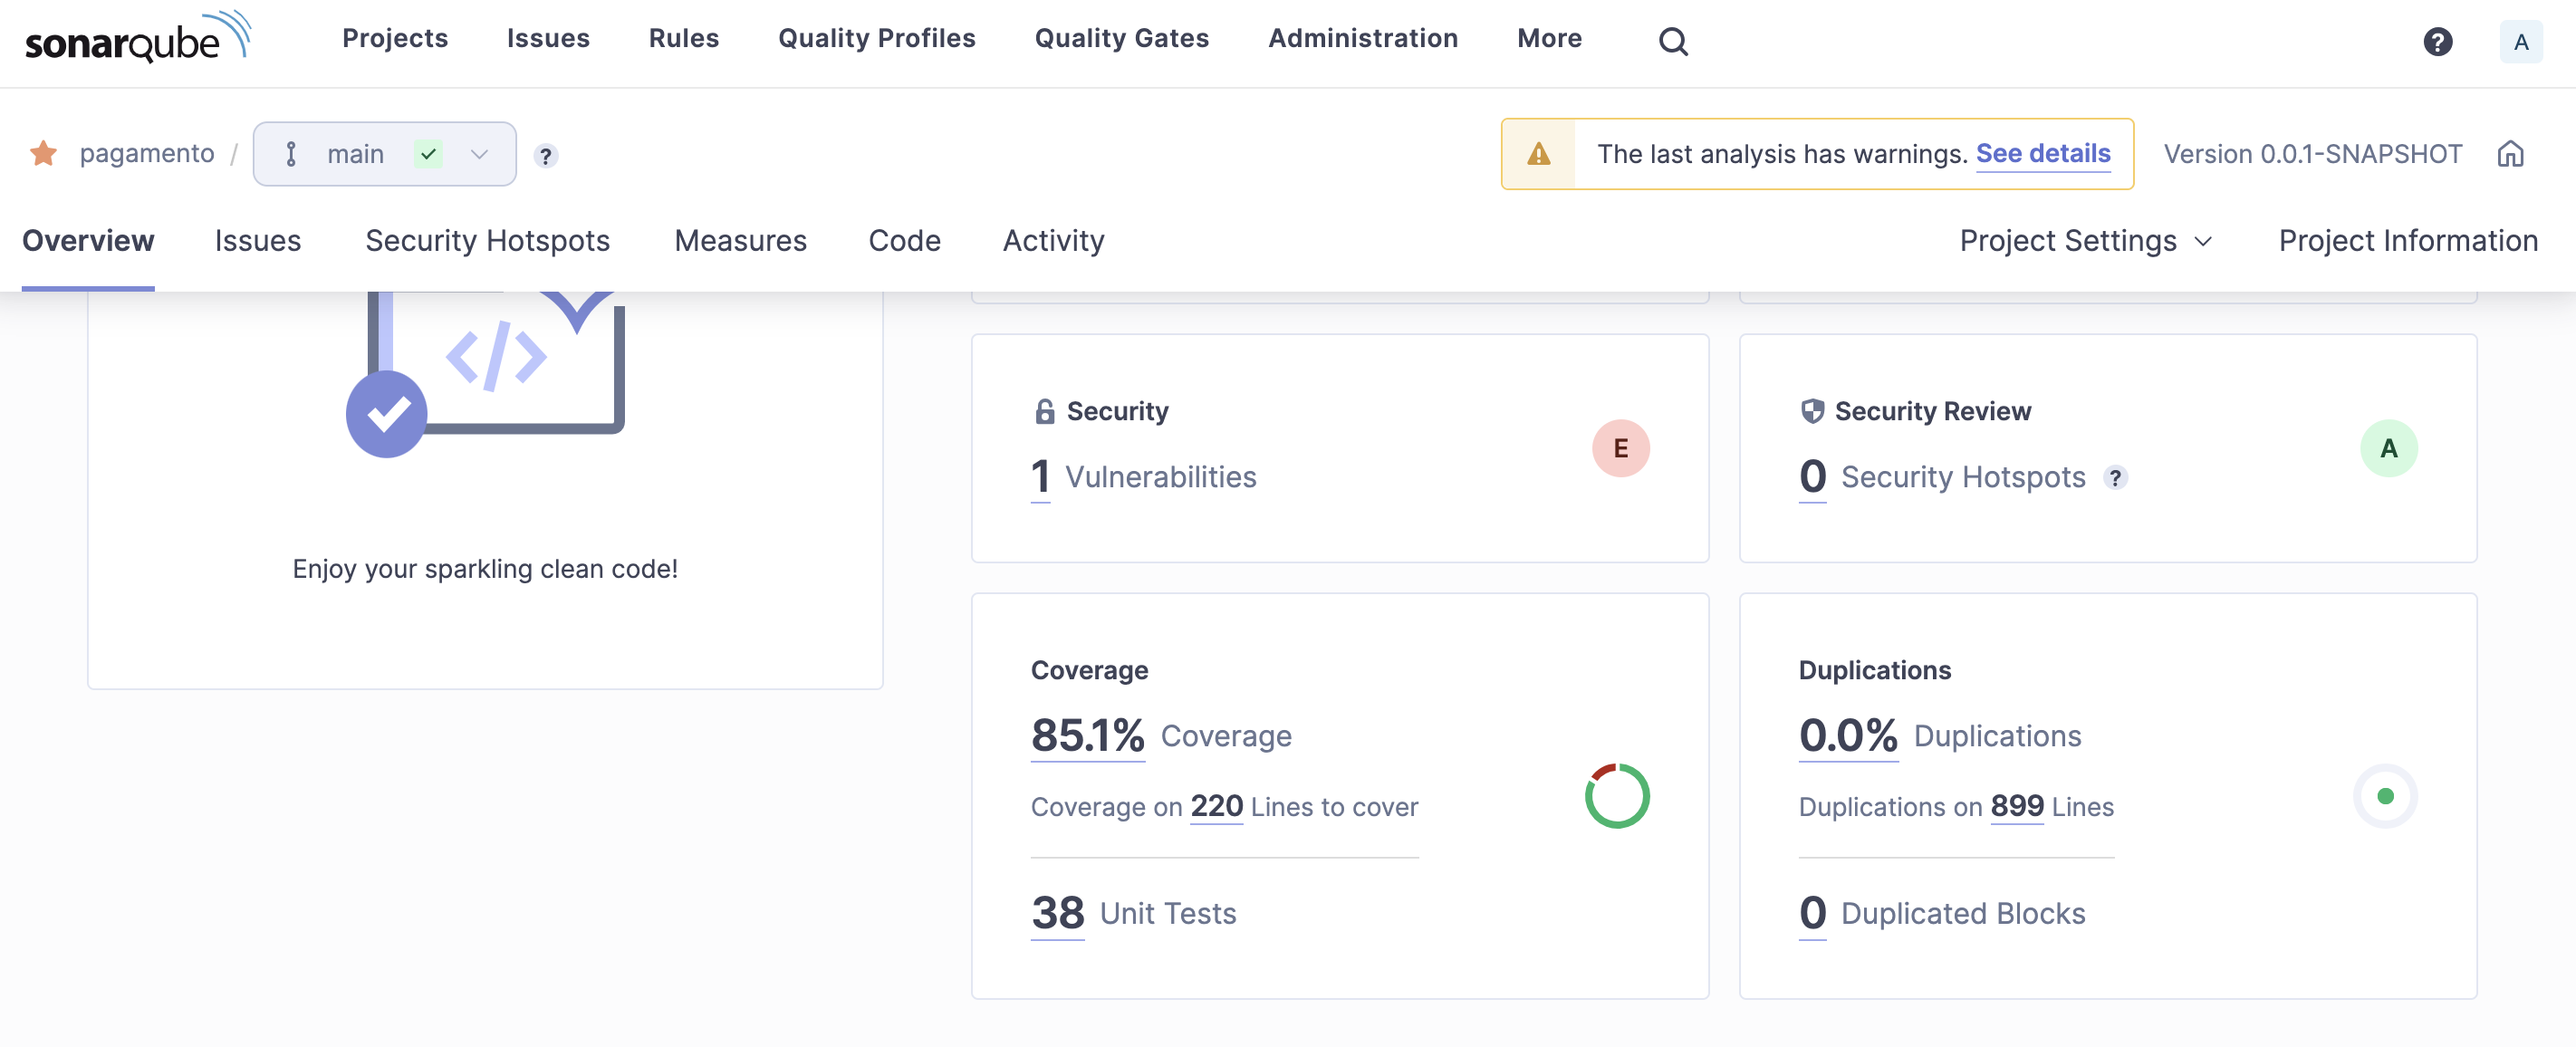 sonarqube Projects Issues Rules Quality Profiles Quality Gates Administration More ? A
pagamento / main ? The last analysis has warnings. See details Version 0.0.1-SNAPSHOT
Overview Issues Security Hotspots Measures Code Activity Project Settings Project Information
</>
Enjoy your sparkling clean code!
Security
1 Vulnerabilities
E
Security Review
0 Security Hotspots ?
A
Coverage
85.1% Coverage
Coverage on 220 Lines to cover
38 Unit Tests
Duplications
0.0% Duplications
Duplications on 899 Lines
0 Duplicated Blocks